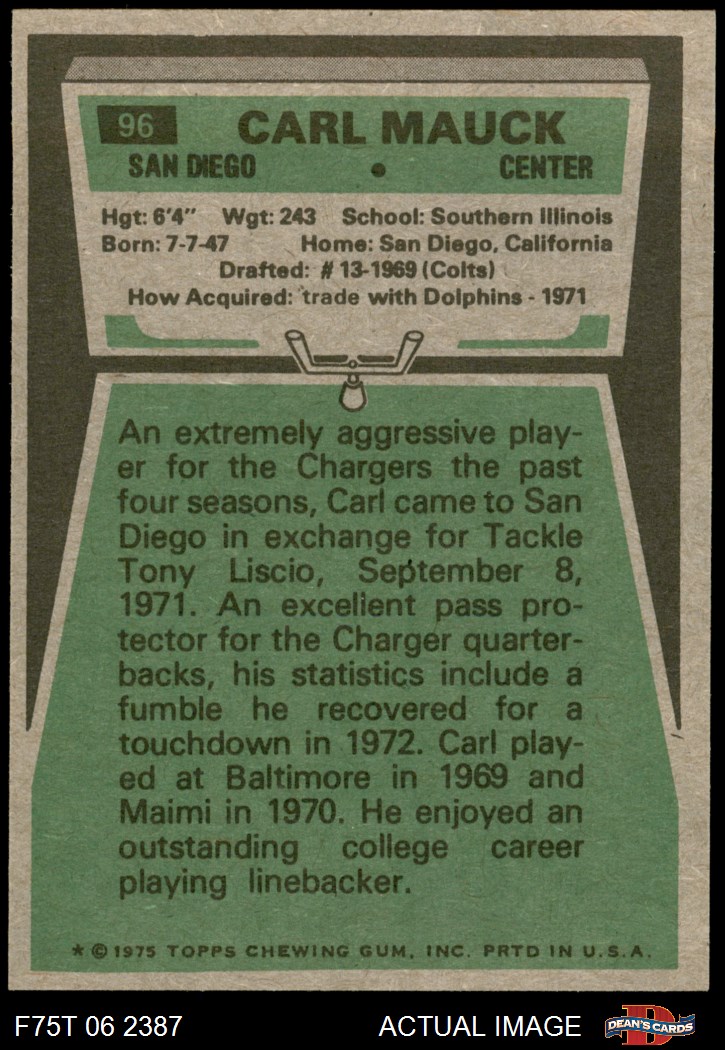 96 CARL MAUCK
SAN DIEGO • CENTER
Hgt: 6'4" Wgt: 243 School: Southern Illinois
Born: 7-7-47 Home: San Diego, California
Drafted: # 13-1969 (Colts)
How Acquired: trade with Dolphins - 1971
An extremely aggressive play-
er for the Chargers the past
four seasons, Carl came to San
Diego in exchange for Tackle
Tony Liscio, September 8,
1971. An excellent pass pro-
tector for the Charger quarter-
backs, his statistics include a
fumble he recovered for a
touchdown in 1972. Carl play-
ed at Baltimore in 1969 and
Maimi in 1970. He enjoyed an
outstanding college career
playing linebacker.
* © 1975 TOPPS CHEWING GUM, INC. PRTD IN U.S.A.
F75T 06 2387 ACTUAL IMAGE DEAN'S CARDS